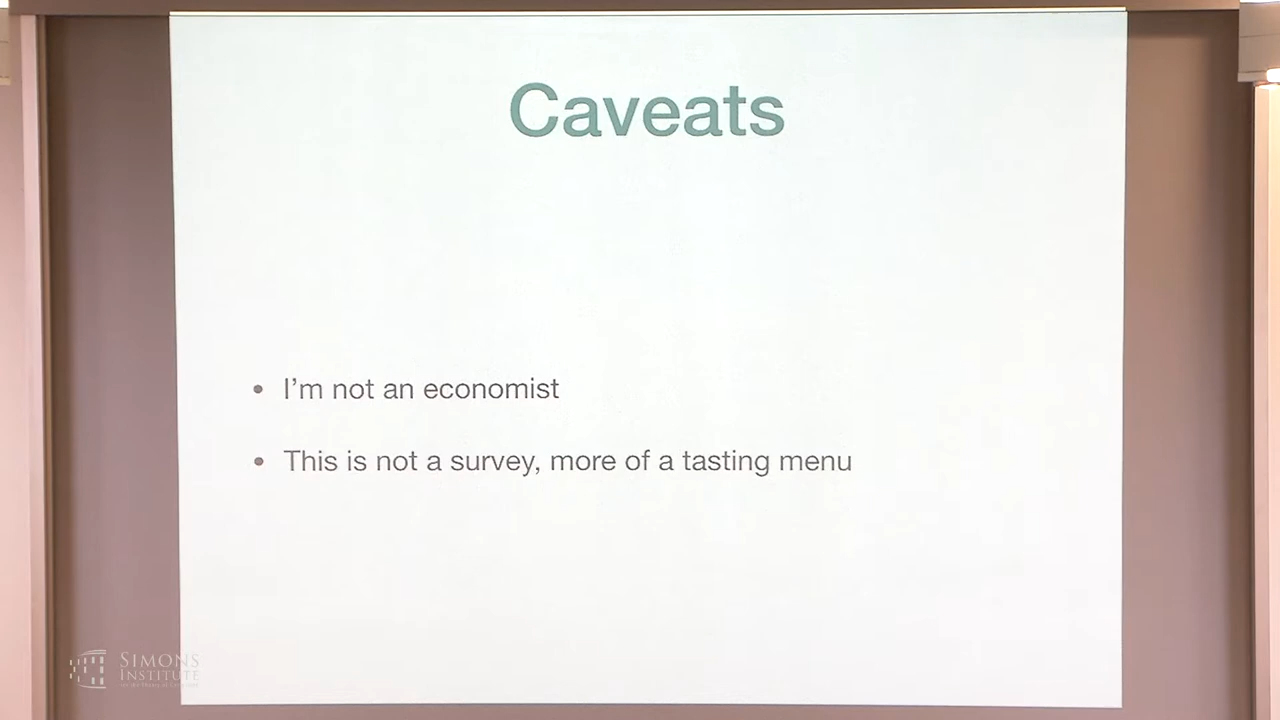 Caveats
• I'm not an economist
• This is not a survey, more of a tasting menu
SIMONS
INSTITUTE